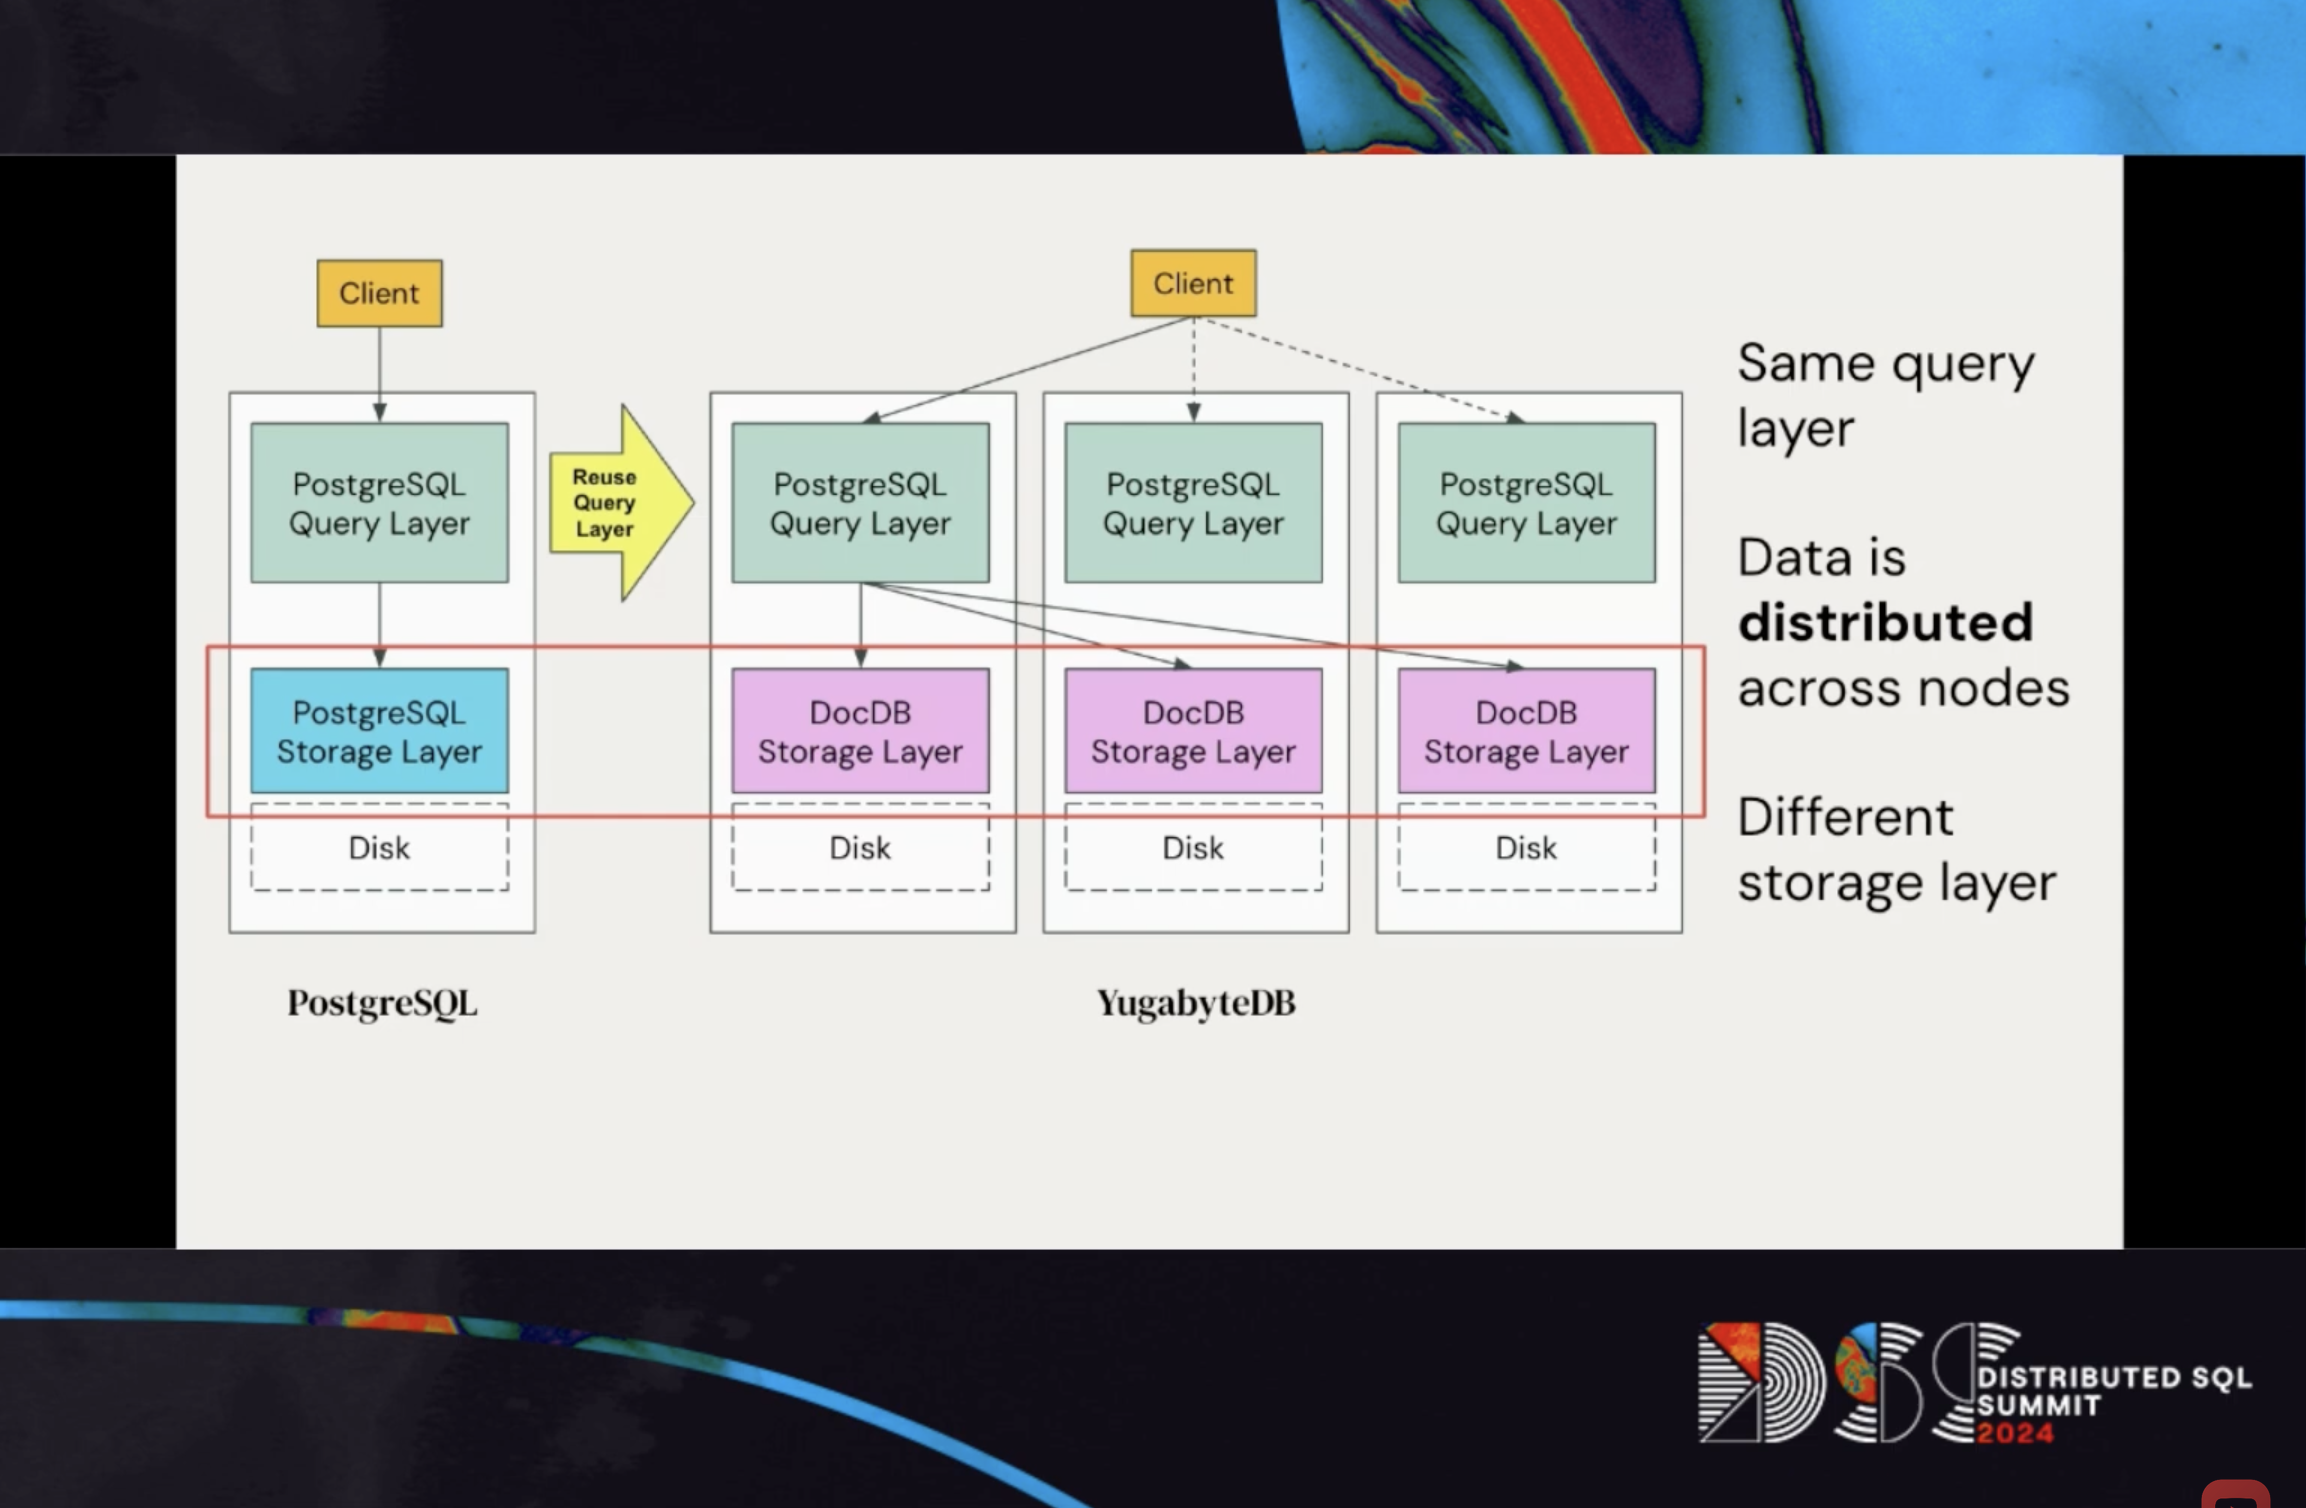 Client
Client
PostgreSQL
Query Layer
Reuse
Query
Layer
PostgreSQL
Query Layer
PostgreSQL
Query Layer
PostgreSQL
Query Layer
PostgreSQL
Storage Layer
DocDB
Storage Layer
DocDB
Storage Layer
DocDB
Storage Layer
Disk
Disk
Disk
Disk
PostgreSQL
YugabyteDB
Same query
layer
Data is
distributed
across nodes
Different
storage layer
DSS
DISTRIBUTED SQL
SUMMIT
2024